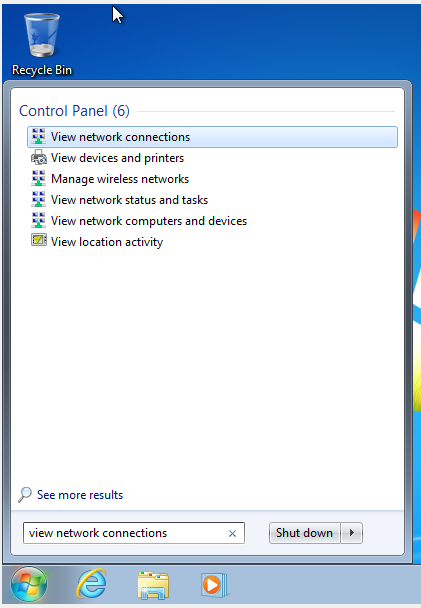 Recycle Bin
Control Panel (6)
View network connections
View devices and printers
Manage wireless networks
View network status and tasks
View network computers and devices
View location activity
See more results
view network connections
Shut down